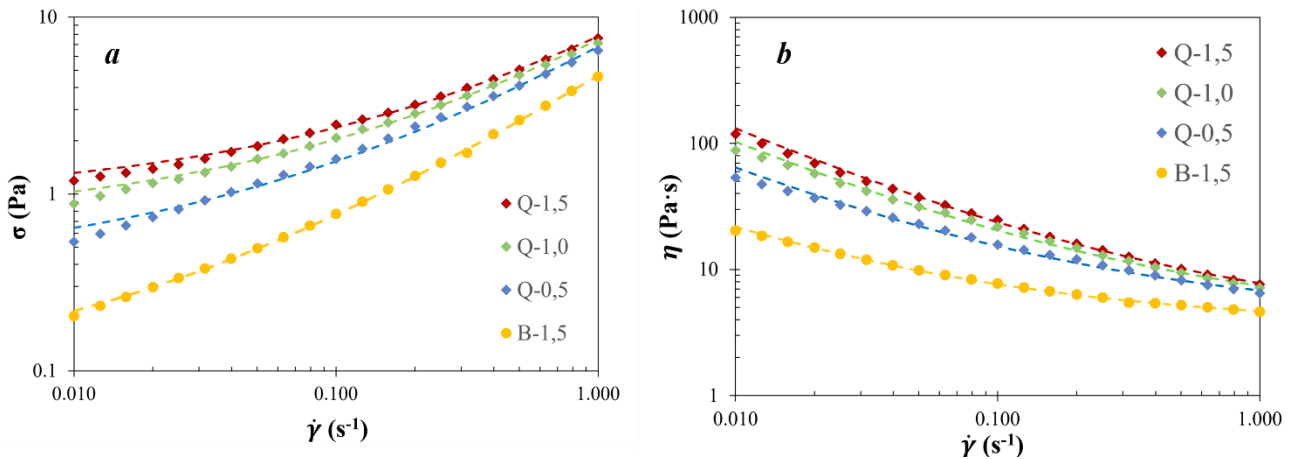 a
10
1
0.1
σ (Pa)
0.010
0.100
1.000
γ̇ (s⁻¹)
Q-1,5
Q-1,0
Q-0,5
B-1,5
b
1000
100
10
1
η (Pa·s)
0.010
0.100
1.000
γ̇ (s⁻¹)
Q-1,5
Q-1,0
Q-0,5
B-1,5